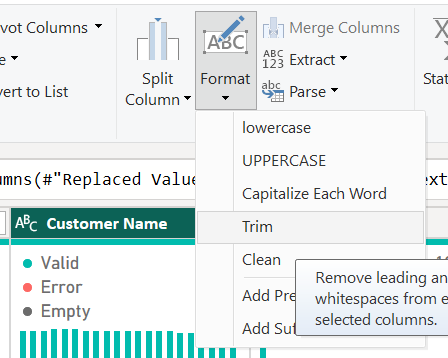 ivot Columns
e
ert to List
Split
Column
ABC
Format
Merge Columns
ABC
123
Extract
abc
Parse
Stat
lowercase
UPPERCASE
Capitalize Each Word
Trim
Clean
Add Pre
Add Suf
umns(#"Replaced Value
ext
ABC Customer Name
Valid
Error
Empty
Remove leading an
whitespaces from e
selected columns.